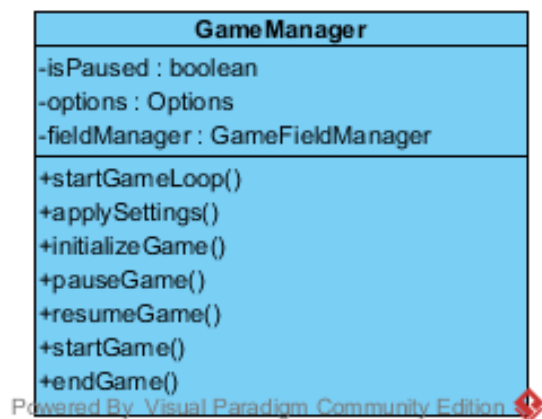 GameManager
-isPaused : boolean
-options : Options
-fieldManager : GameFieldManager
+startGameLoop()
+applySettings()
+initializeGame()
+pauseGame()
+resumeGame()
+startGame()
+endGame()
Powered By Visual Paradigm Community Edition